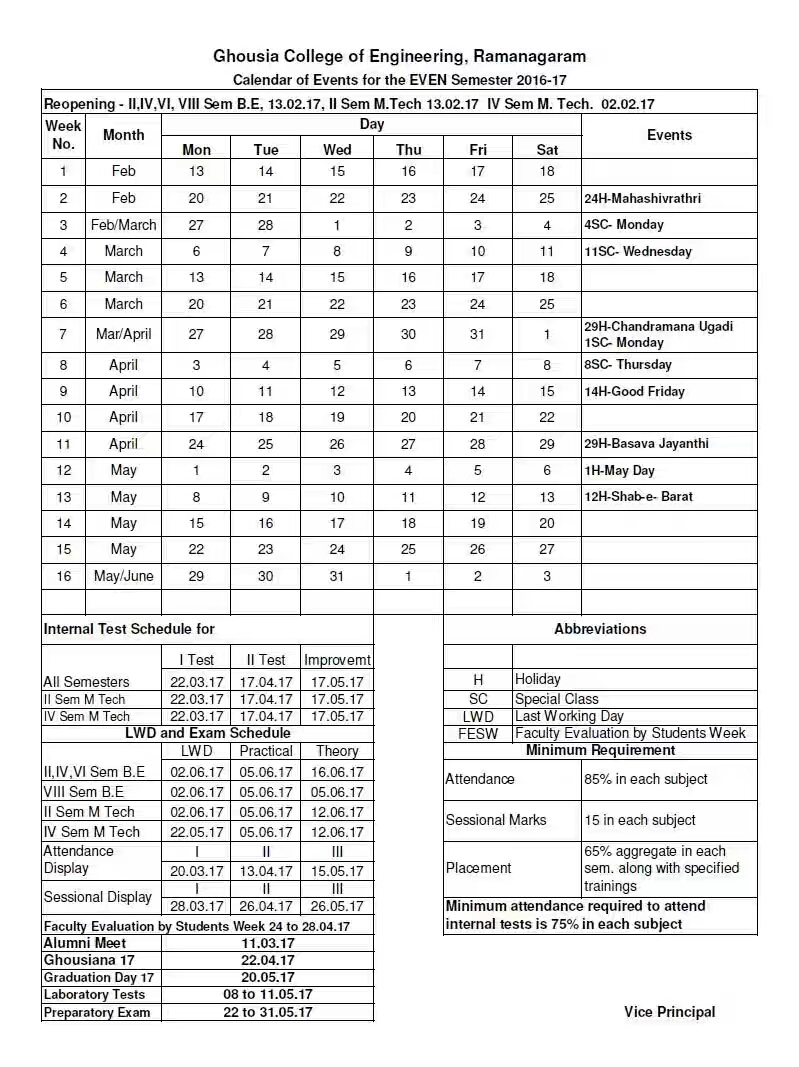 Ghousia College of Engineering, Ramanagaram
Calendar of Events for the EVEN Semester 2016-17
Reopening - II,IV,VI, VIII Sem B.E, 13.02.17, II Sem M.Tech 13.02.17 IV Sem M. Tech. 02.02.17
Week No. Month Day Events
Mon Tue Wed Thu Fri Sat
1 Feb 13 14 15 16 17 18
2 Feb 20 21 22 23 24 25 24H-Mahashivrathri
3 Feb/March 27 28 1 2 3 4 4SC- Monday
4 March 6 7 8 9 10 11 11SC- Wednesday
5 March 13 14 15 16 17 18
6 March 20 21 22 23 24 25
7 Mar/April 27 28 29 30 31 1 29H-Chandramana Ugadi
1SC- Monday
8 April 3 4 5 6 7 8 8SC- Thursday
9 April 10 11 12 13 14 15 14H-Good Friday
10 April 17 18 19 20 21 22
11 April 24 25 26 27 28 29 29H-Basava Jayanthi
12 May 1 2 3 4 5 6 1H-May Day
13 May 8 9 10 11 12 13 12H-Shab-e- Barat
14 May 15 16 17 18 19 20
15 May 22 23 24 25 26 27
16 May/June 29 30 31 1 2 3
Internal Test Schedule for
I Test II Test Improvemt
All Semesters 22.03.17 17.04.17 17.05.17
II Sem M Tech 22.03.17 17.04.17 17.05.17
IV Sem M Tech 22.03.17 17.04.17 17.05.17
LWD and Exam Schedule
LWD Practical Theory
II,IV,VI Sem B.E 02.06.17 05.06.17 16.06.17
VIII Sem B.E 02.06.17 05.06.17 05.06.17
II Sem M Tech 02.06.17 05.06.17 12.06.17
IV Sem M Tech 22.05.17 05.06.17 12.06.17
Attendance Display I II III
20.03.17 13.04.17 15.05.17
Sessional Display I II III
28.03.17 26.04.17 26.05.17
Faculty Evaluation by Students Week 24 to 28.04.17
Alumni Meet 11.03.17
Ghousiana 17 22.04.17
Graduation Day 17 20.05.17
Laboratory Tests 08 to 11.05.17
Preparatory Exam 22 to 31.05.17
Abbreviations
H Holiday
SC Special Class
LWD Last Working Day
FESW Faculty Evaluation by Students Week
Minimum Requirement
Attendance 85% in each subject
Sessional Marks 15 in each subject
Placement 65% aggregate in each
sem. along with specified
trainings
Minimum attendance required to attend
internal tests is 75% in each subject
Vice Principal